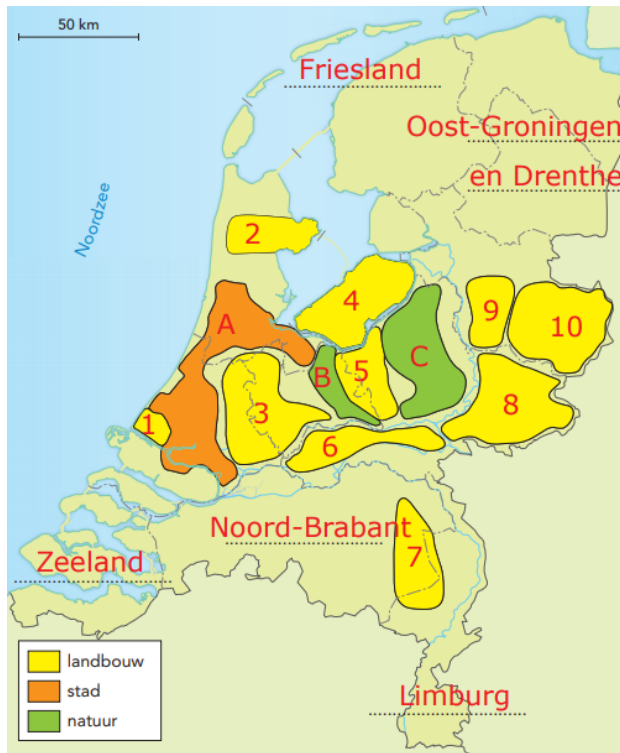 50 km
Friesland
Oost-Groningen
en Drenthe
Noordzee
2
A
4
9
10
B
5
C
1
3
8
6
Noord-Brabant
7
Zeeland
landbouw
stad
natuur
Limburg